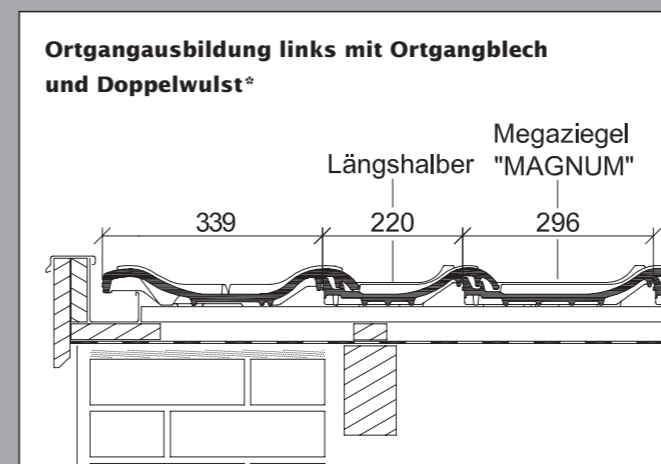 Ortgangausbildung links mit Ortgangblech
und Doppelwulst*
Megaziegel
Längshalber "MAGNUM"
339 220 296